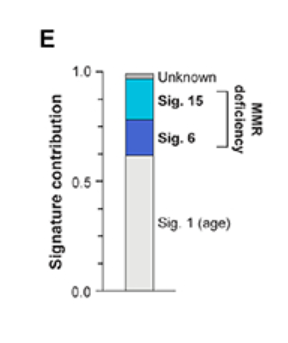 E
1.0
0.5
0.0
Signature contribution
Unknown
Sig. 15
Sig. 6
Sig. 1 (age)
MMR
deficiency